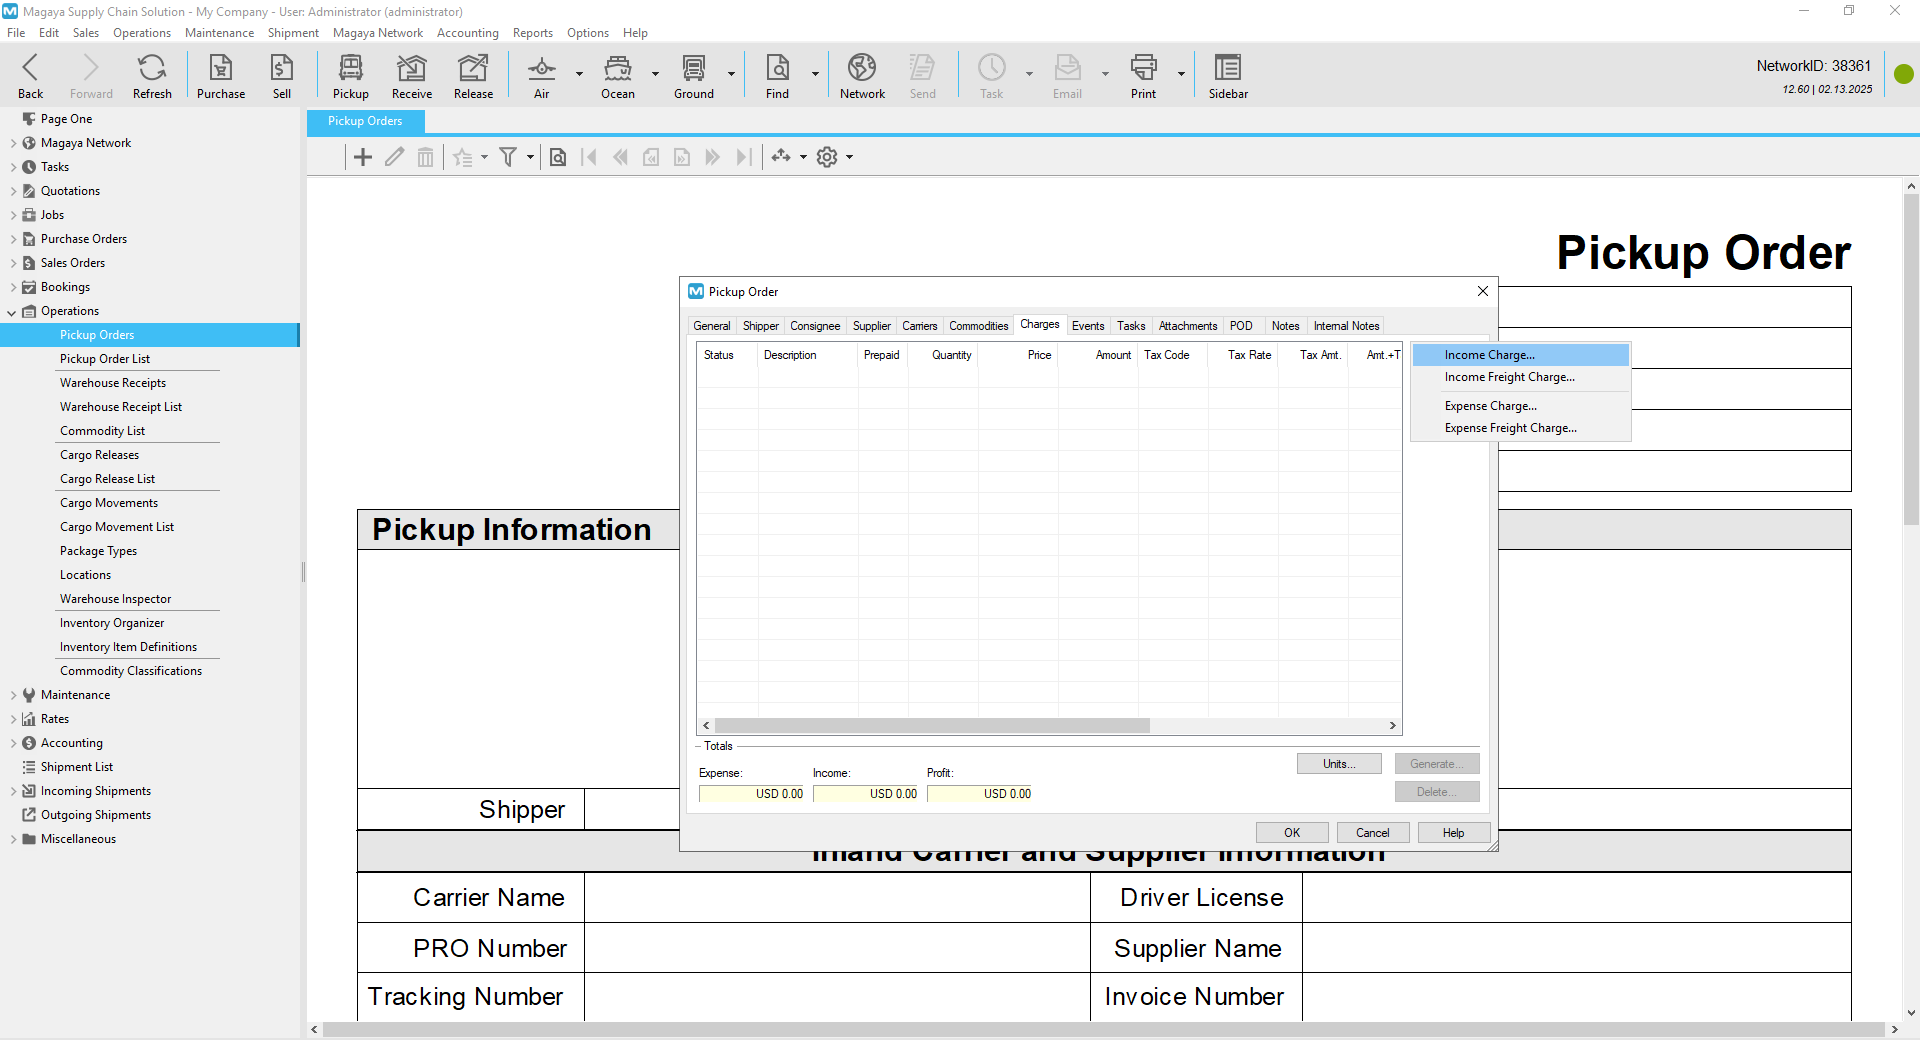 Magaya Supply Chain Solution - My Company - User: Administrator (administrator)
File Edit Sales Operations Maintenance Shipment Magaya Network Accounting Reports Options Help
Back Forward Refresh Purchase Sell Pickup Receive Release Air Ocean Ground Find Network Send Task Email Print Sidebar
NetworkID: 38361
12.60 | 02.13.2025
Page One
Magaya Network
Tasks
Quotations
Jobs
Purchase Orders
Sales Orders
Bookings
Operations
Pickup Orders
Pickup Order List
Warehouse Receipts
Warehouse Receipt List
Commodity List
Cargo Releases
Cargo Release List
Cargo Movements
Cargo Movement List
Package Types
Locations
Warehouse Inspector
Inventory Organizer
Inventory Item Definitions
Commodity Classifications
Maintenance
Rates
Accounting
Shipment List
Incoming Shipments
Outgoing Shipments
Miscellaneous
Pickup Orders
Pickup Order
Pickup Order
General Shipper Consignee Supplier Carriers Commodities Charges Events Tasks Attachments POD Notes Internal Notes
Status Description Prepaid Quantity Price Amount Tax Code Tax Rate Tax Amt. Amt.+T
Income Charge...
Income Freight Charge...
Expense Charge...
Expense Freight Charge...
Totals
Expense: Income: Profit:
USD 0.00 USD 0.00 USD 0.00
Units... Generate...
Delete...
OK Cancel Help
Pickup Information
Shipper
Inland Carrier and Supplier Information
Carrier Name Driver License
PRO Number Supplier Name
Tracking Number Invoice Number